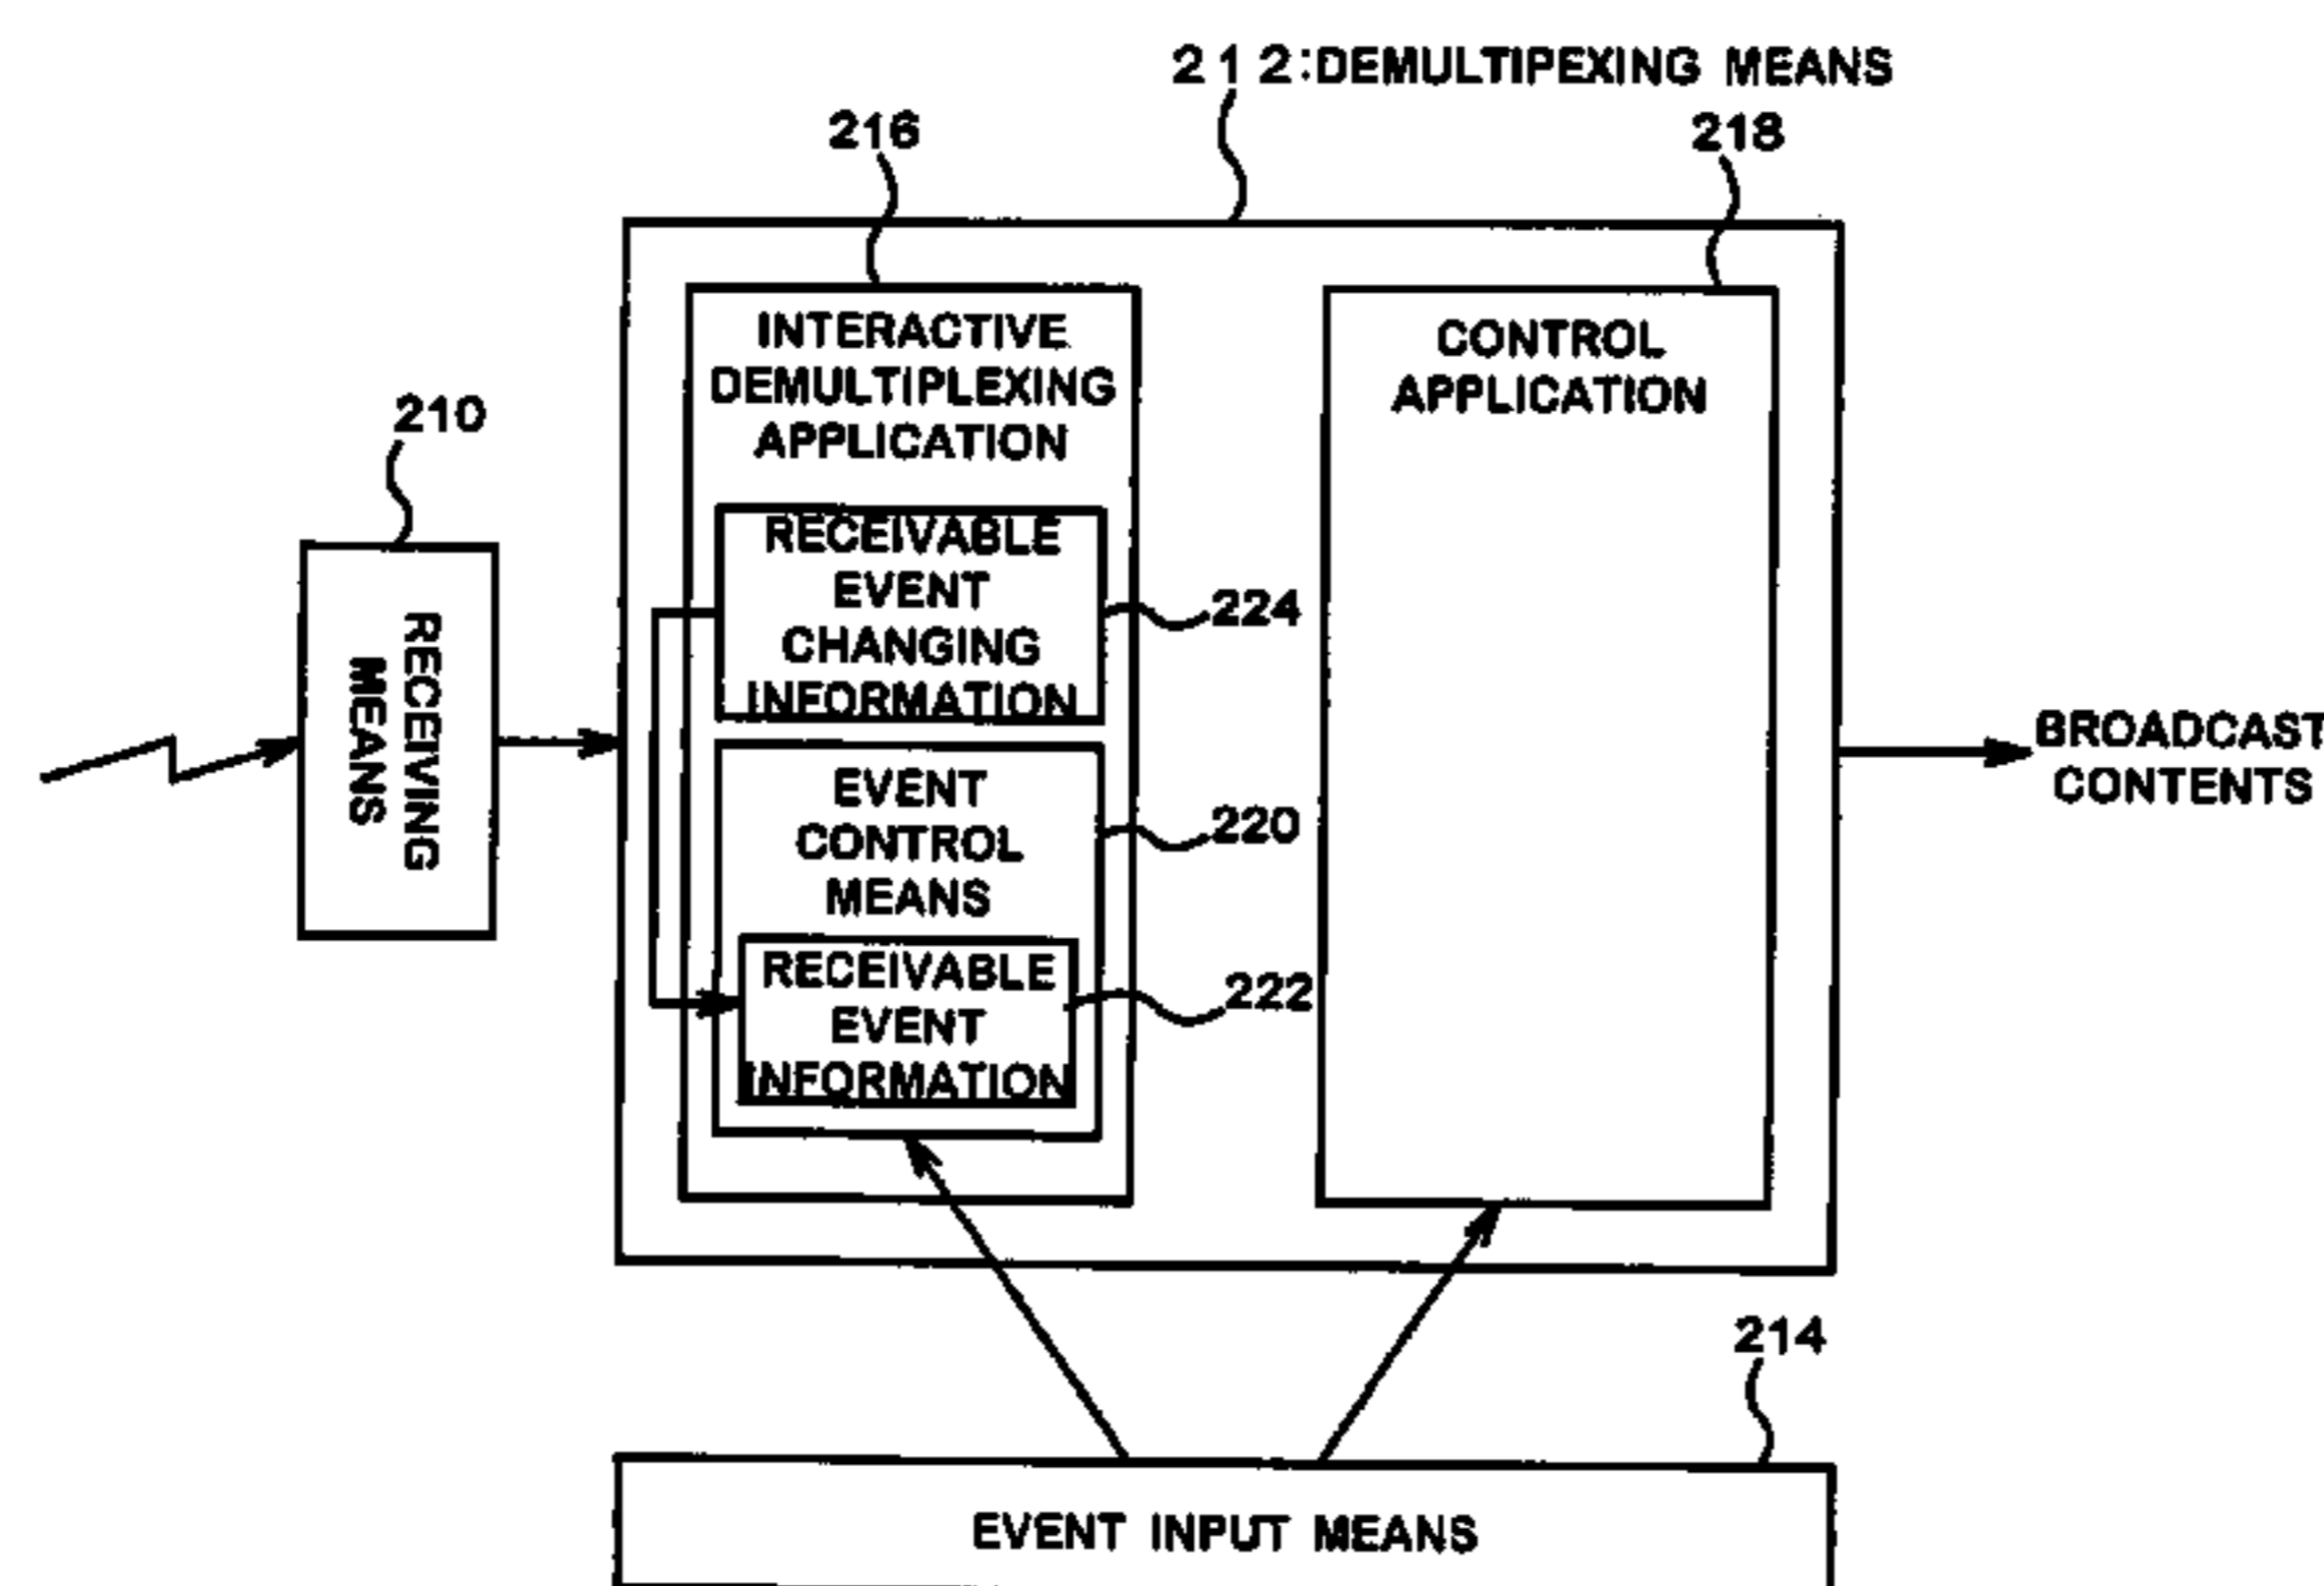 212:DEMULTIPEXING MEANS
216
218
INTERACTIVE
DEMULTIPLEXING
APPLICATION
CONTROL
APPLICATION
210
RECEIVING
MEANS
RECEIVABLE
EVENT
CHANGING
INFORMATION
224
EVENT
CONTROL
MEANS
220
RECEIVABLE
EVENT
INFORMATION
222
BROADCAST
CONTENTS
214
EVENT INPUT MEANS